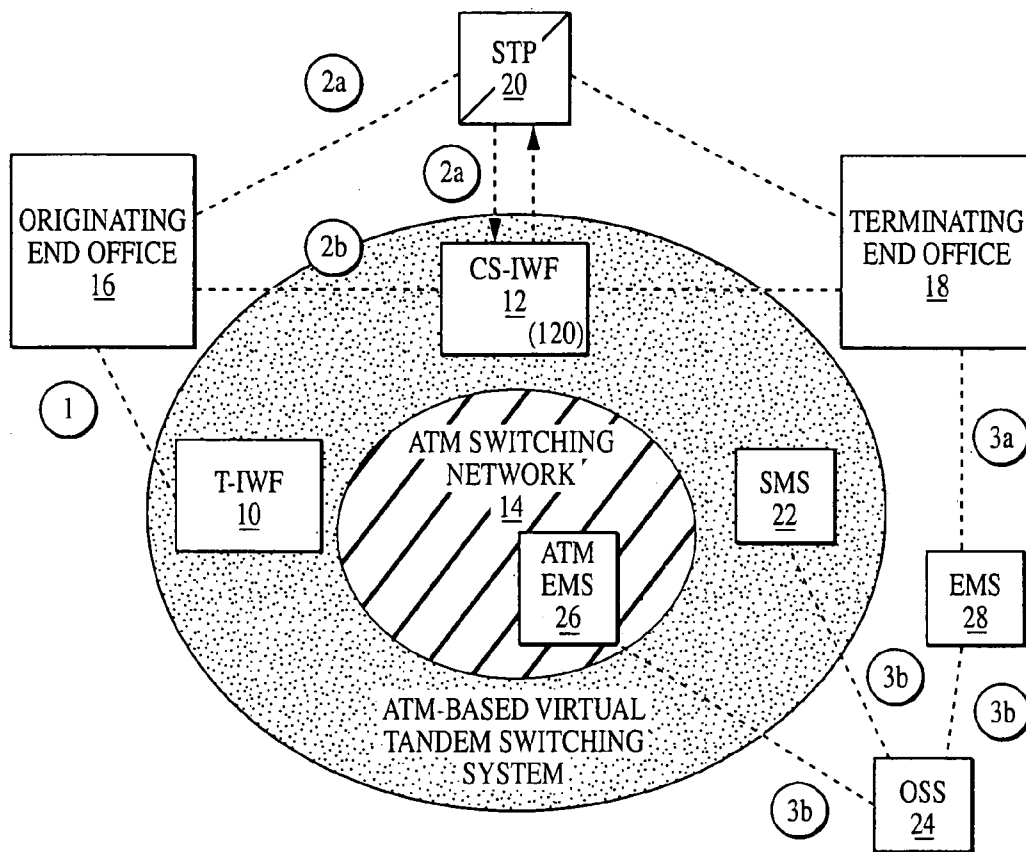 STP
20
2a
2a
ORIGINATING
END OFFICE
16
2b
CS-IWF
12
(120)
TERMINATING
END OFFICE
18
1
T-IWF
10
ATM SWITCHING
NETWORK
14
ATM
EMS
26
SMS
22
3a
EMS
28
3b
3b
ATM-BASED VIRTUAL
TANDEM SWITCHING
SYSTEM
3b
OSS
24